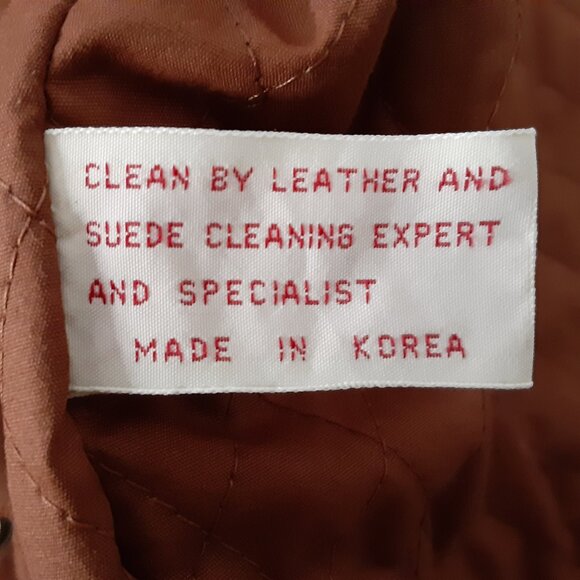 CLEAN BY LEATHER AND
SUEDE CLEANING EXPERT
AND SPECIALIST
MADE IN KOREA